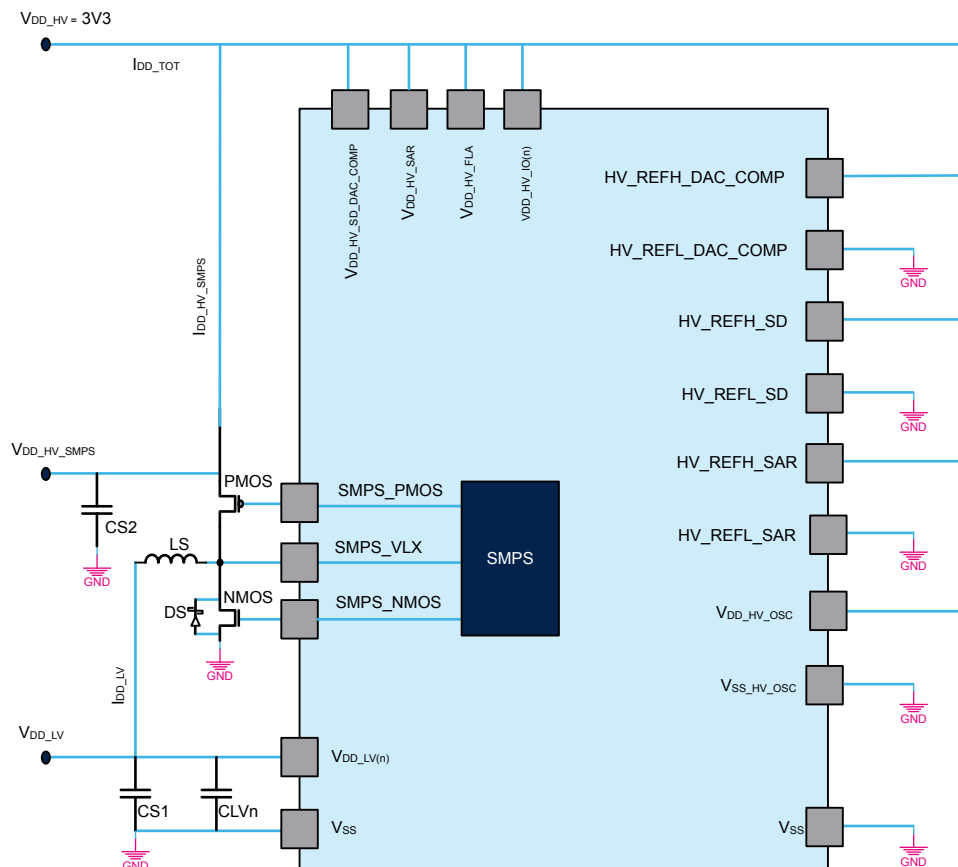 VDD_HV = 3V3
IDD_TOT
VDD_HV_SD_DAC_COMP
VDD_HV_SAR
VDD_HV_FLA
VDD_HV_IO(n)
HV_REFH_DAC_COMP
HV_REFL_DAC_COMP
GND
IDD_HV_SMPS
HV_REFH_SD
HV_REFL_SD
GND
VDD_HV_SMPS
HV_REFH_SAR
PMOS
SMPS_PMOS
CS2
HV_REFL_SAR
GND
LS
SMPS_VLX
SMPS
GND
DS
NMOS
SMPS_NMOS
VDD_HV_OSC
GND
IDD_LV
VSS_HV_OSC
GND
VDD_LV
VDD_LV(n)
CS1
CLVn
VSS
VSS
GND
GND